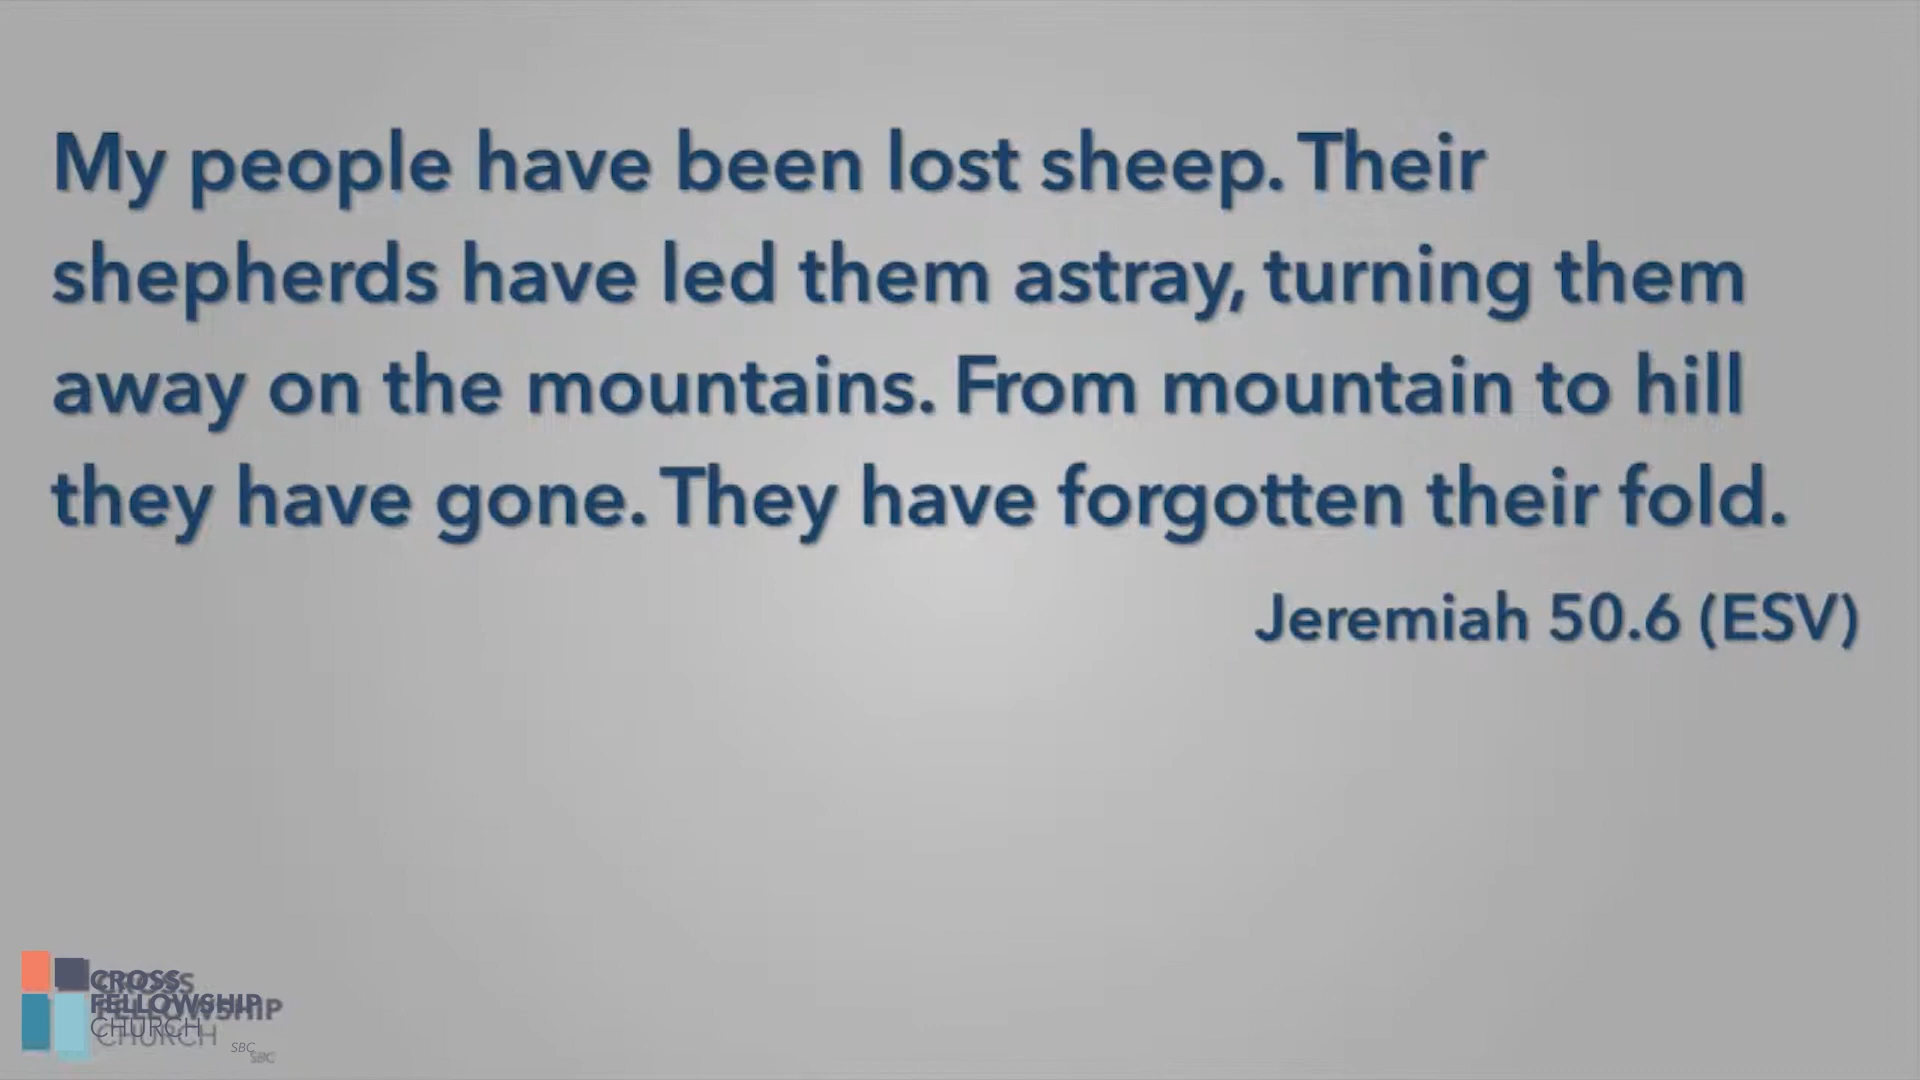 My people have been lost sheep. Their
shepherds have led them astray, turning them
away on the mountains. From mountain to hill
they have gone. They have forgotten their fold.
Jeremiah 50.6 (ESV)
CROSS
FELLOWSHIP
CHURCH
SBC